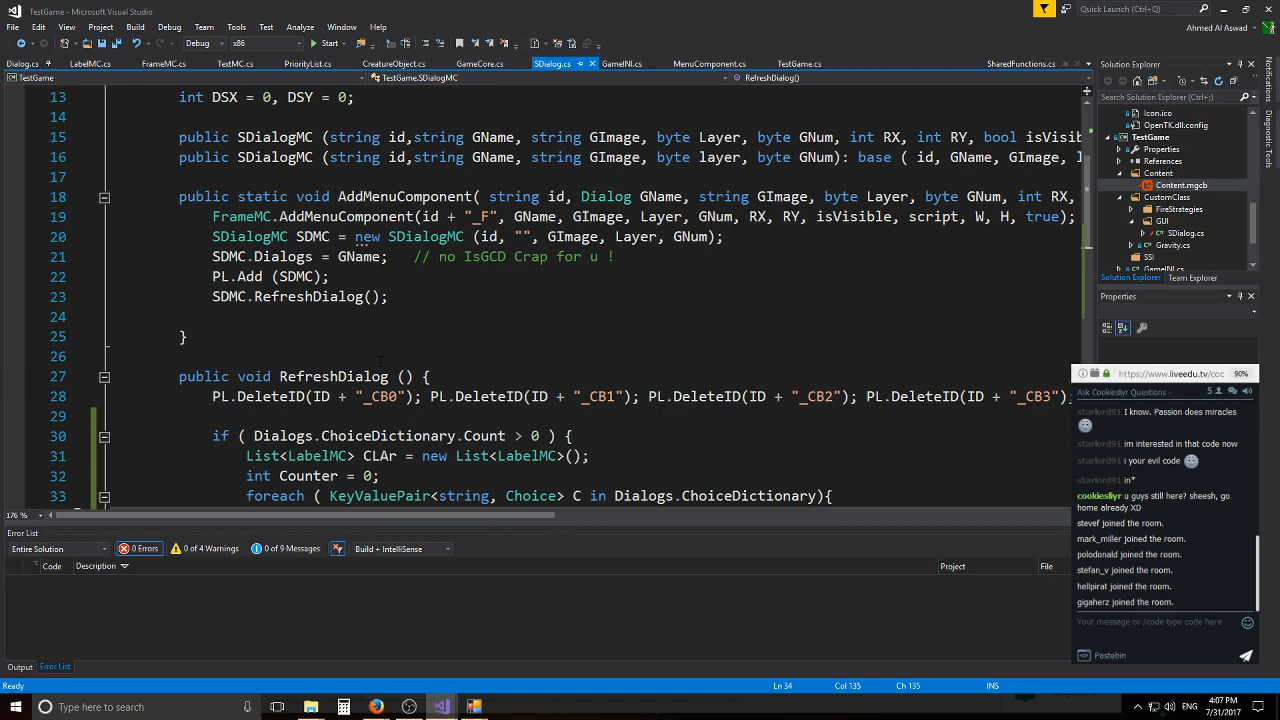 TestGame - Microsoft Visual Studio
Quick Launch (Ctrl+;)
File Edit View Project Build Debug Team Tools Test Analyze Window Help
Ahmed Al Aswad
Debug x86 Start
Dialog.cs LabelMC.cs FrameMC.cs TextMC.cs PriorityList.cs CreatureObject.cs GameCore.cs SDialog.cs GameINI.cs MenuComponent.cs TestGame.cs SharedFunctions.cs
TestGame TestGame.SDialogMC RefreshDialog()
13 int DSX = 0, DSY = 0;
14
15 public SDialogMC (string id,string GName, string GImage, byte Layer, byte GNum, int RX, int RY, bool isVisib
16 public SDialogMC (string id,string GName, string GImage, byte layer, byte GNum): base ( id, GName, GImage,
17
18 public static void AddMenuComponent( string id, Dialog GName, string GImage, byte Layer, byte GNum, int RX,
19 FrameMC.AddMenuComponent(id + "_F", GName, GImage, Layer, GNum, RX, RY, isVisible, script, W, H, true);
20 SDialogMC SDMC = new SDialogMC (id, "", GImage, Layer, GNum);
21 SDMC.Dialogs = GName; // no IsGCD Crap for u !
22 PL.Add (SDMC);
23 SDMC.RefreshDialog();
24
25 }
26
27 public void RefreshDialog () {
28 PL.DeleteID(ID + "_CB0"); PL.DeleteID(ID + "_CB1"); PL.DeleteID(ID + "_CB2"); PL.DeleteID(ID + "_CB3");
29
30 if ( Dialogs.ChoiceDictionary.Count > 0 ) {
31 List<LabelMC> CLAr = new List<LabelMC>();
32 int Counter = 0;
33 foreach ( KeyValuePair<string, Choice> C in Dialogs.ChoiceDictionary){
176 %
Error List
Entire Solution 0 Errors 0 of 4 Warnings 0 of 9 Messages Build + IntelliSense
Code Description Project File
Output Error List
Ready Ln 34 Col 135 Ch 135 INS
Solution Explorer
Search Solution Explorer (Ctrl+;)
Icon.ico
OpenTK.dll.config
TestGame
Properties
References
Content
Content.mgcb
CustomClass
FireStrategies
GUI
SDialog.cs
Gravity.cs
SSI
GameINI.cs
Solution Explorer Team Explorer
Properties
Notifications
Diagnostic Tools
https://www.liveedu.tv/coc 90%
Ask Cookieslyr Questions - 5
starlord91 I know. Passion does miracles
starlord91 im interested in that code now
starlord91 i your evil code
starlord91 in*
cookieslyr u guys still here? sheesh, go
home already XD
stevef joined the room.
mark_miller joined the room.
polodonald joined the room.
stefan_v joined the room.
hellpirat joined the room.
gigaherz joined the room.
Your message or /code type code here
Pastebin
Type here to search
ENG 4:07 PM
7/31/2017